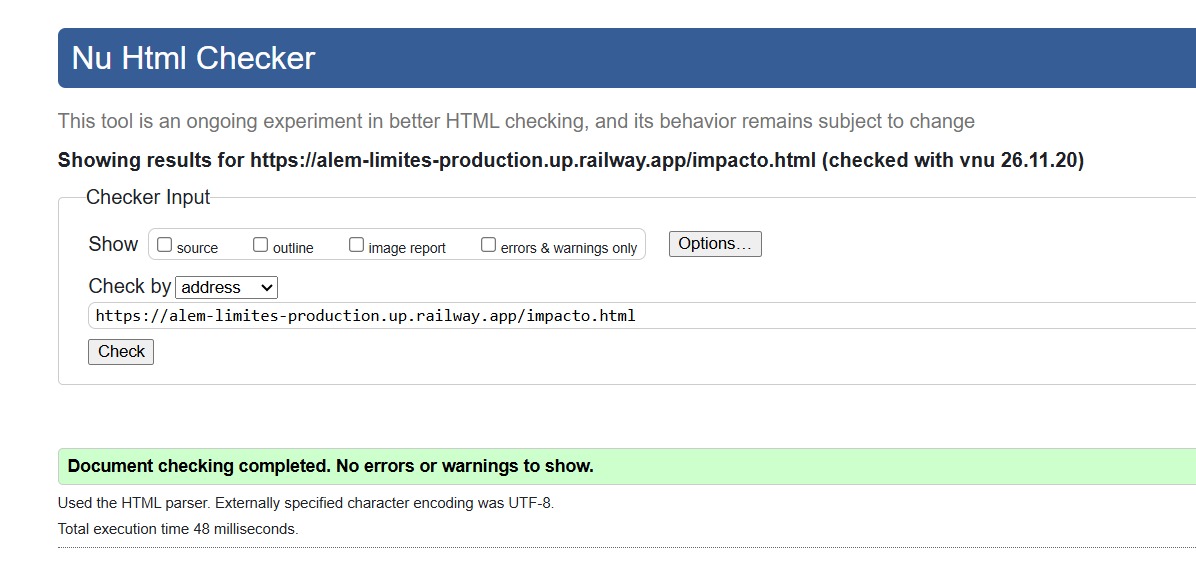 Nu Html Checker
This tool is an ongoing experiment in better HTML checking, and its behavior remains subject to change
Showing results for https://alem-limites-production.up.railway.app/impacto.html (checked with vnu 26.11.20)
Checker Input
Show source outline image report errors & warnings only Options...
Check by address
https://alem-limites-production.up.railway.app/impacto.html
Check
Document checking completed. No errors or warnings to show.
Used the HTML parser. Externally specified character encoding was UTF-8.
Total execution time 48 milliseconds.